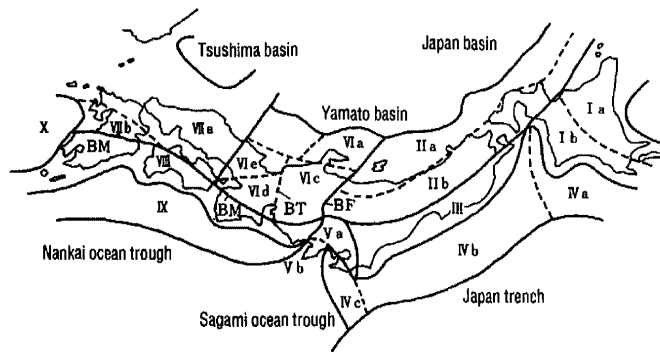 Tsushima basin
Japan basin
Yamato basin
X
VIIb
VIIa
VIa
IIa
Ia
Ib
BM
VIII
VIe
VIc
VId
IIb
BM
BT
BF
III
IVa
IX
Va
Vb
IVb
Nankai ocean trough
IVc
Japan trench
Sagami ocean trough